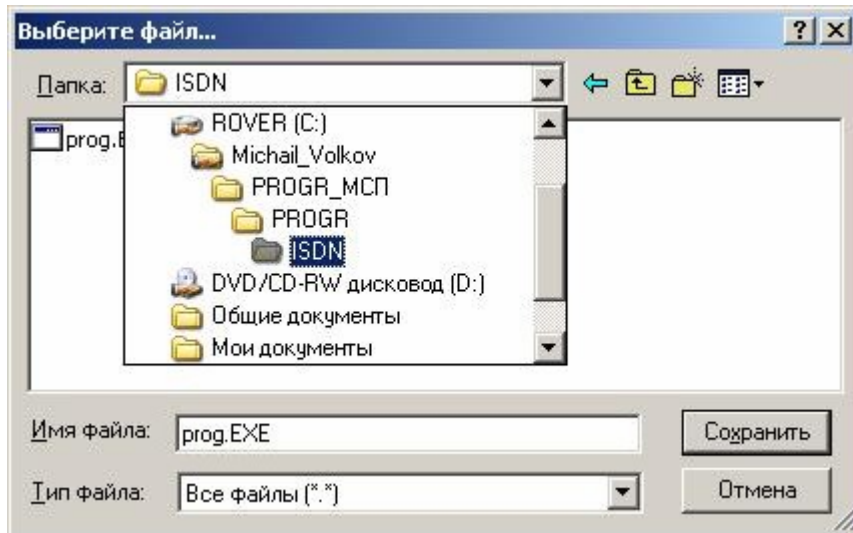 Выберите файл...
Папка: ISDN
ROVER (C:)
prog.E
Michail_Volkov
PROGR_МСП
PROGR
ISDN
DVD/CD-RW дисковод (D:)
Общие документы
Мои документы
Имя файла: prog.EXE Сохранить
Тип файла: Все файлы (*.*) Отмена